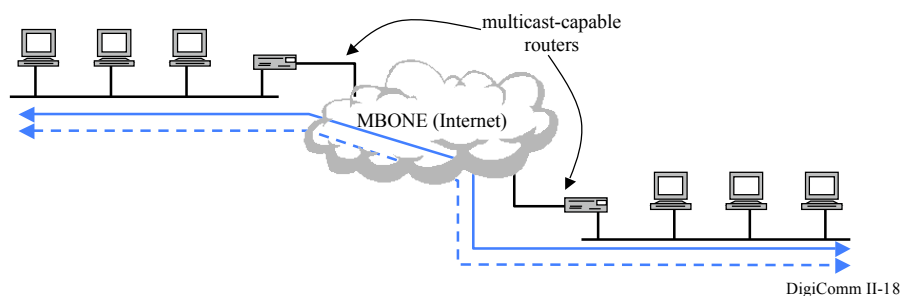 multicast-capable
routers
MBONE (Internet)
DigiComm II-18